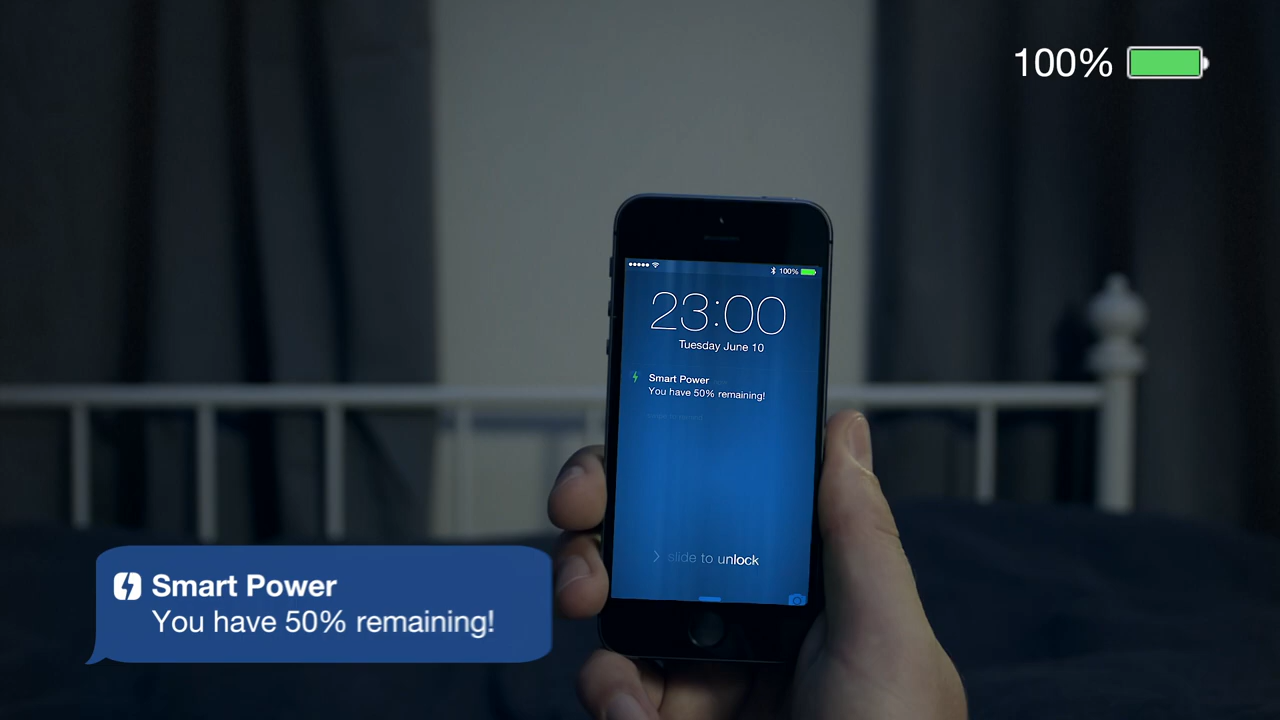 100%
100%
23:00
Tuesday June 10
Smart Power
You have 50% remaining!
slide to unlock
Smart Power
You have 50% remaining!